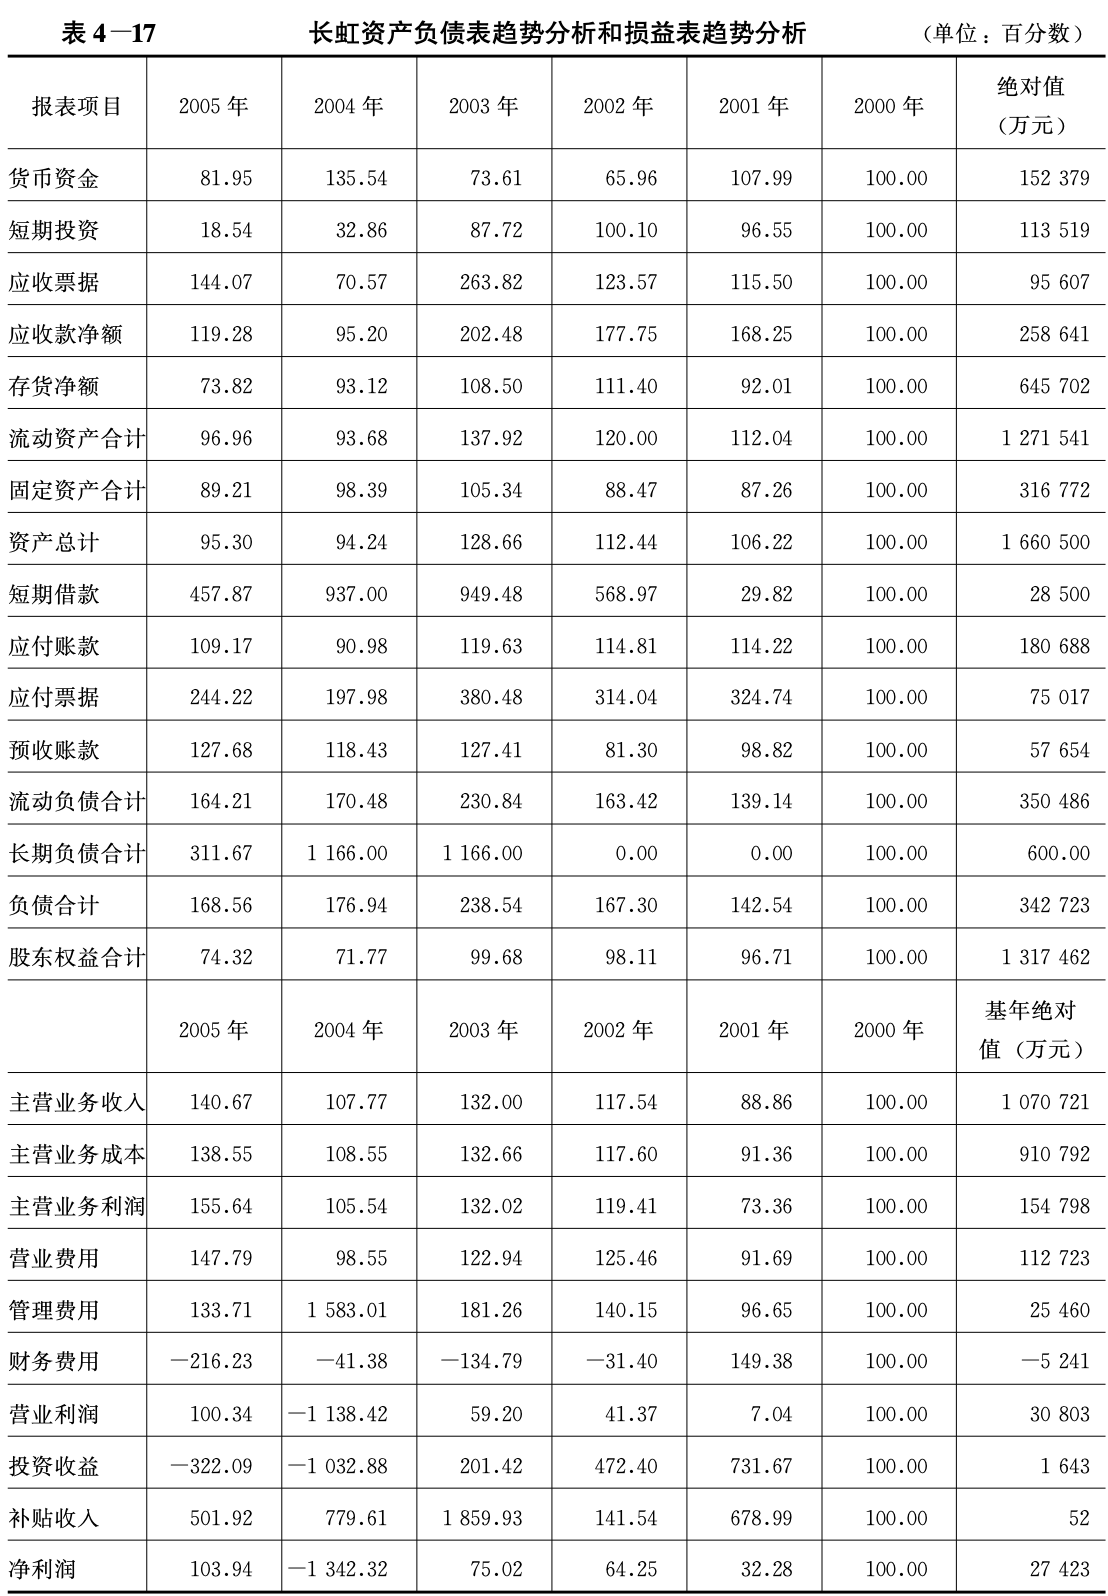 表 4—17 长虹资产负债表趋势分析和损益表趋势分析 （单位：百分数）
报表项目 2005 年 2004 年 2003 年 2002 年 2001 年 2000 年 绝对值
（万元）
货币资金 81.95 135.54 73.61 65.96 107.99 100.00 152 379
短期投资 18.54 32.86 87.72 100.10 96.55 100.00 113 519
应收票据 144.07 70.57 263.82 123.57 115.50 100.00 95 607
应收款净额 119.28 95.20 202.48 177.75 168.25 100.00 258 641
存货净额 73.82 93.12 108.50 111.40 92.01 100.00 645 702
流动资产合计 96.96 93.68 137.92 120.00 112.04 100.00 1 271 541
固定资产合计 89.21 98.39 105.34 88.47 87.26 100.00 316 772
资产总计 95.30 94.24 128.66 112.44 106.22 100.00 1 660 500
短期借款 457.87 937.00 949.48 568.97 29.82 100.00 28 500
应付账款 109.17 90.98 119.63 114.81 114.22 100.00 180 688
应付票据 244.22 197.98 380.48 314.04 324.74 100.00 75 017
预收账款 127.68 118.43 127.41 81.30 98.82 100.00 57 654
流动负债合计 164.21 170.48 230.84 163.42 139.14 100.00 350 486
长期负债合计 311.67 1 166.00 1 166.00 0.00 0.00 100.00 600.00
负债合计 168.56 176.94 238.54 167.30 142.54 100.00 342 723
股东权益合计 74.32 71.77 99.68 98.11 96.71 100.00 1 317 462
2005 年 2004 年 2003 年 2002 年 2001 年 2000 年 基年绝对
值（万元）
主营业务收入 140.67 107.77 132.00 117.54 88.86 100.00 1 070 721
主营业务成本 138.55 108.55 132.66 117.60 91.36 100.00 910 792
主营业务利润 155.64 105.54 132.02 119.41 73.36 100.00 154 798
营业费用 147.79 98.55 122.94 125.46 91.69 100.00 112 723
管理费用 133.71 1 583.01 181.26 140.15 96.65 100.00 25 460
财务费用 —216.23 —41.38 —134.79 —31.40 149.38 100.00 —5 241
营业利润 100.34 —1 138.42 59.20 41.37 7.04 100.00 30 803
投资收益 —322.09 —1 032.88 201.42 472.40 731.67 100.00 1 643
补贴收入 501.92 779.61 1 859.93 141.54 678.99 100.00 52
净利润 103.94 —1 342.32 75.02 64.25 32.28 100.00 27 423